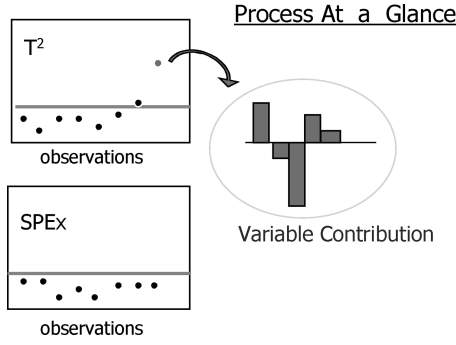 Process At a Glance
T²
observations
Variable Contribution
SPEx
observations